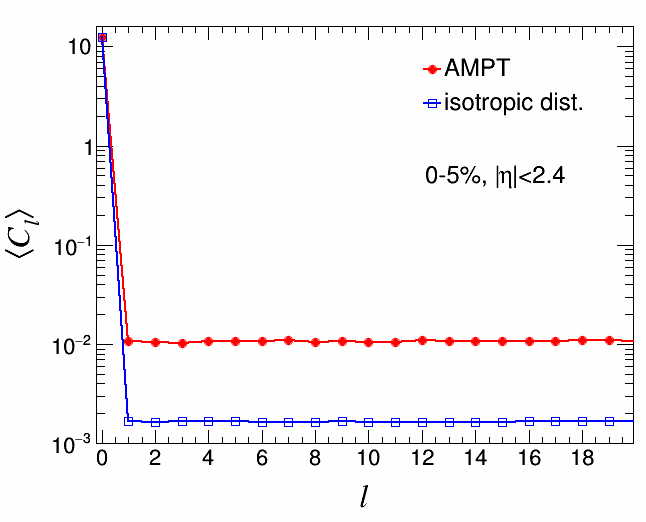 10
1
10⁻¹
10⁻²
10⁻³
⟨C_l⟩
AMPT
isotropic dist.
0-5%, |η|<2.4
0 2 4 6 8 10 12 14 16 18
l